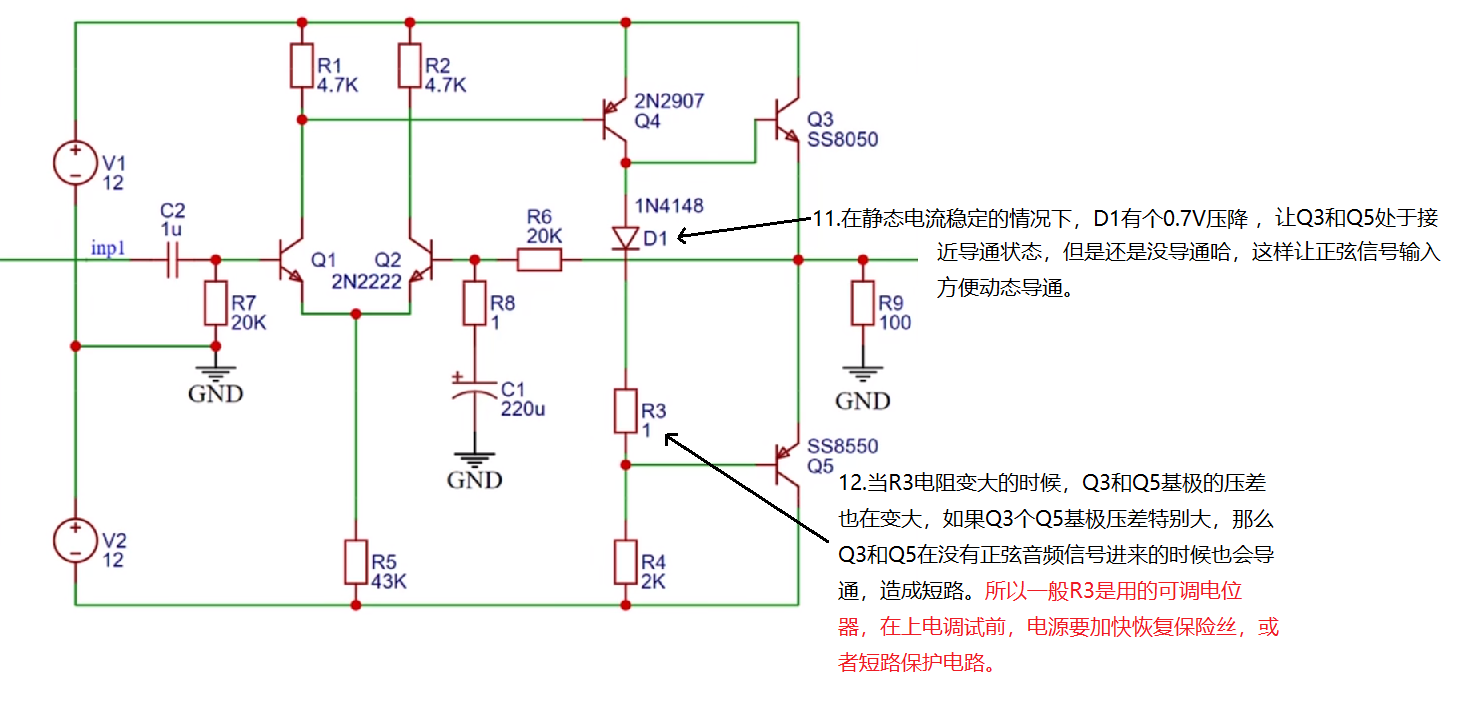 R1
4.7K
R2
4.7K
2N2907
Q4
Q3
SS8050
V1
12
C2
1u
inp1
Q1
Q2
2N2222
R6
20K
1N4148
D1
11.在静态电流稳定的情况下，D1有个0.7V压降 ，让Q3和Q5处于接
近导通状态，但是还是没导通哈，这样让正弦信号输入
方便动态导通。
R7
20K
R8
1
R9
100
GND
C1
220u
GND
R3
1
GND
SS8550
Q5
12.当R3电阻变大的时候，Q3和Q5基极的压差
也在变大，如果Q3个Q5基极压差特别大，那么
Q3和Q5在没有正弦音频信号进来的时候也会导
通，造成短路。所以一般R3是用的可调电位
器，在上电调试前，电源要加快恢复保险丝，或
者短路保护电路。
V2
12
R5
43K
R4
2K